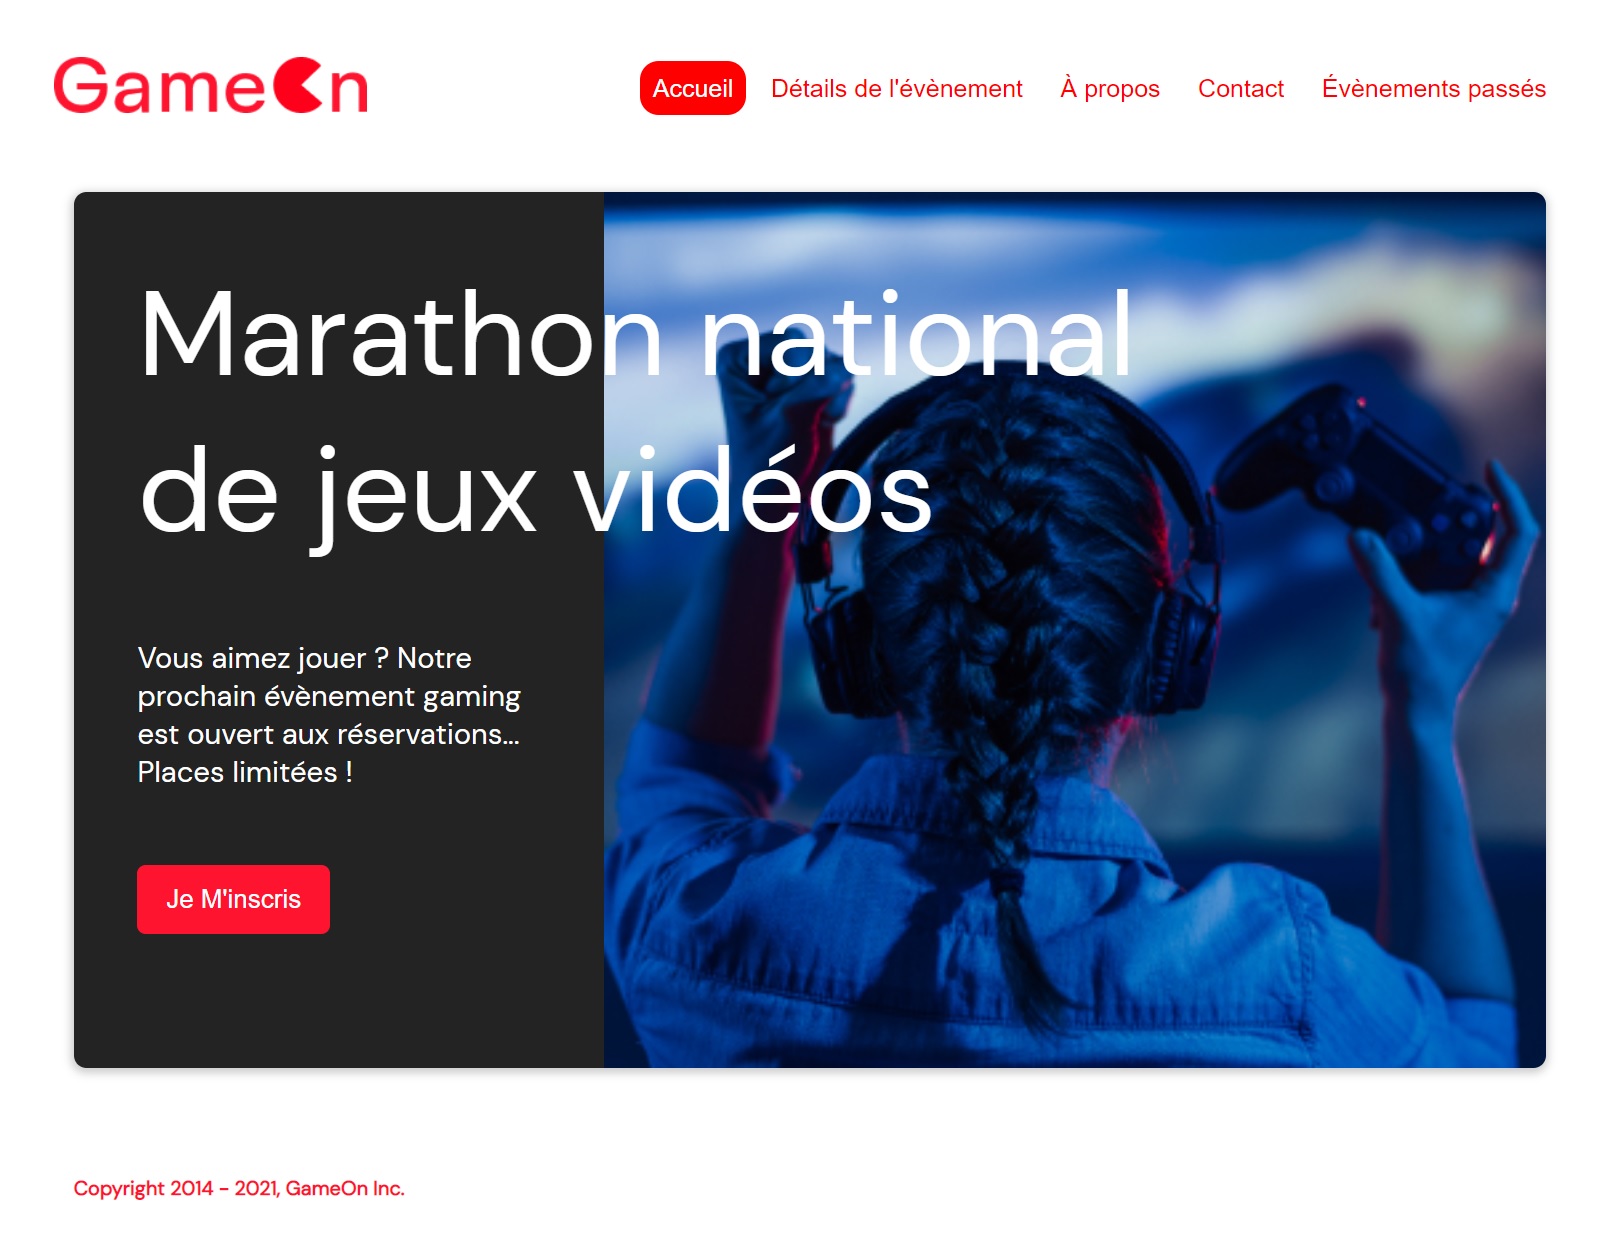 GameOn
Accueil Détails de l'évènement À propos Contact Évènements passés
Marathon national
de jeux vidéos
Vous aimez jouer ? Notre
prochain évènement gaming
est ouvert aux réservations...
Places limitées !
Je M'inscris
Copyright 2014 - 2021, GameOn Inc.